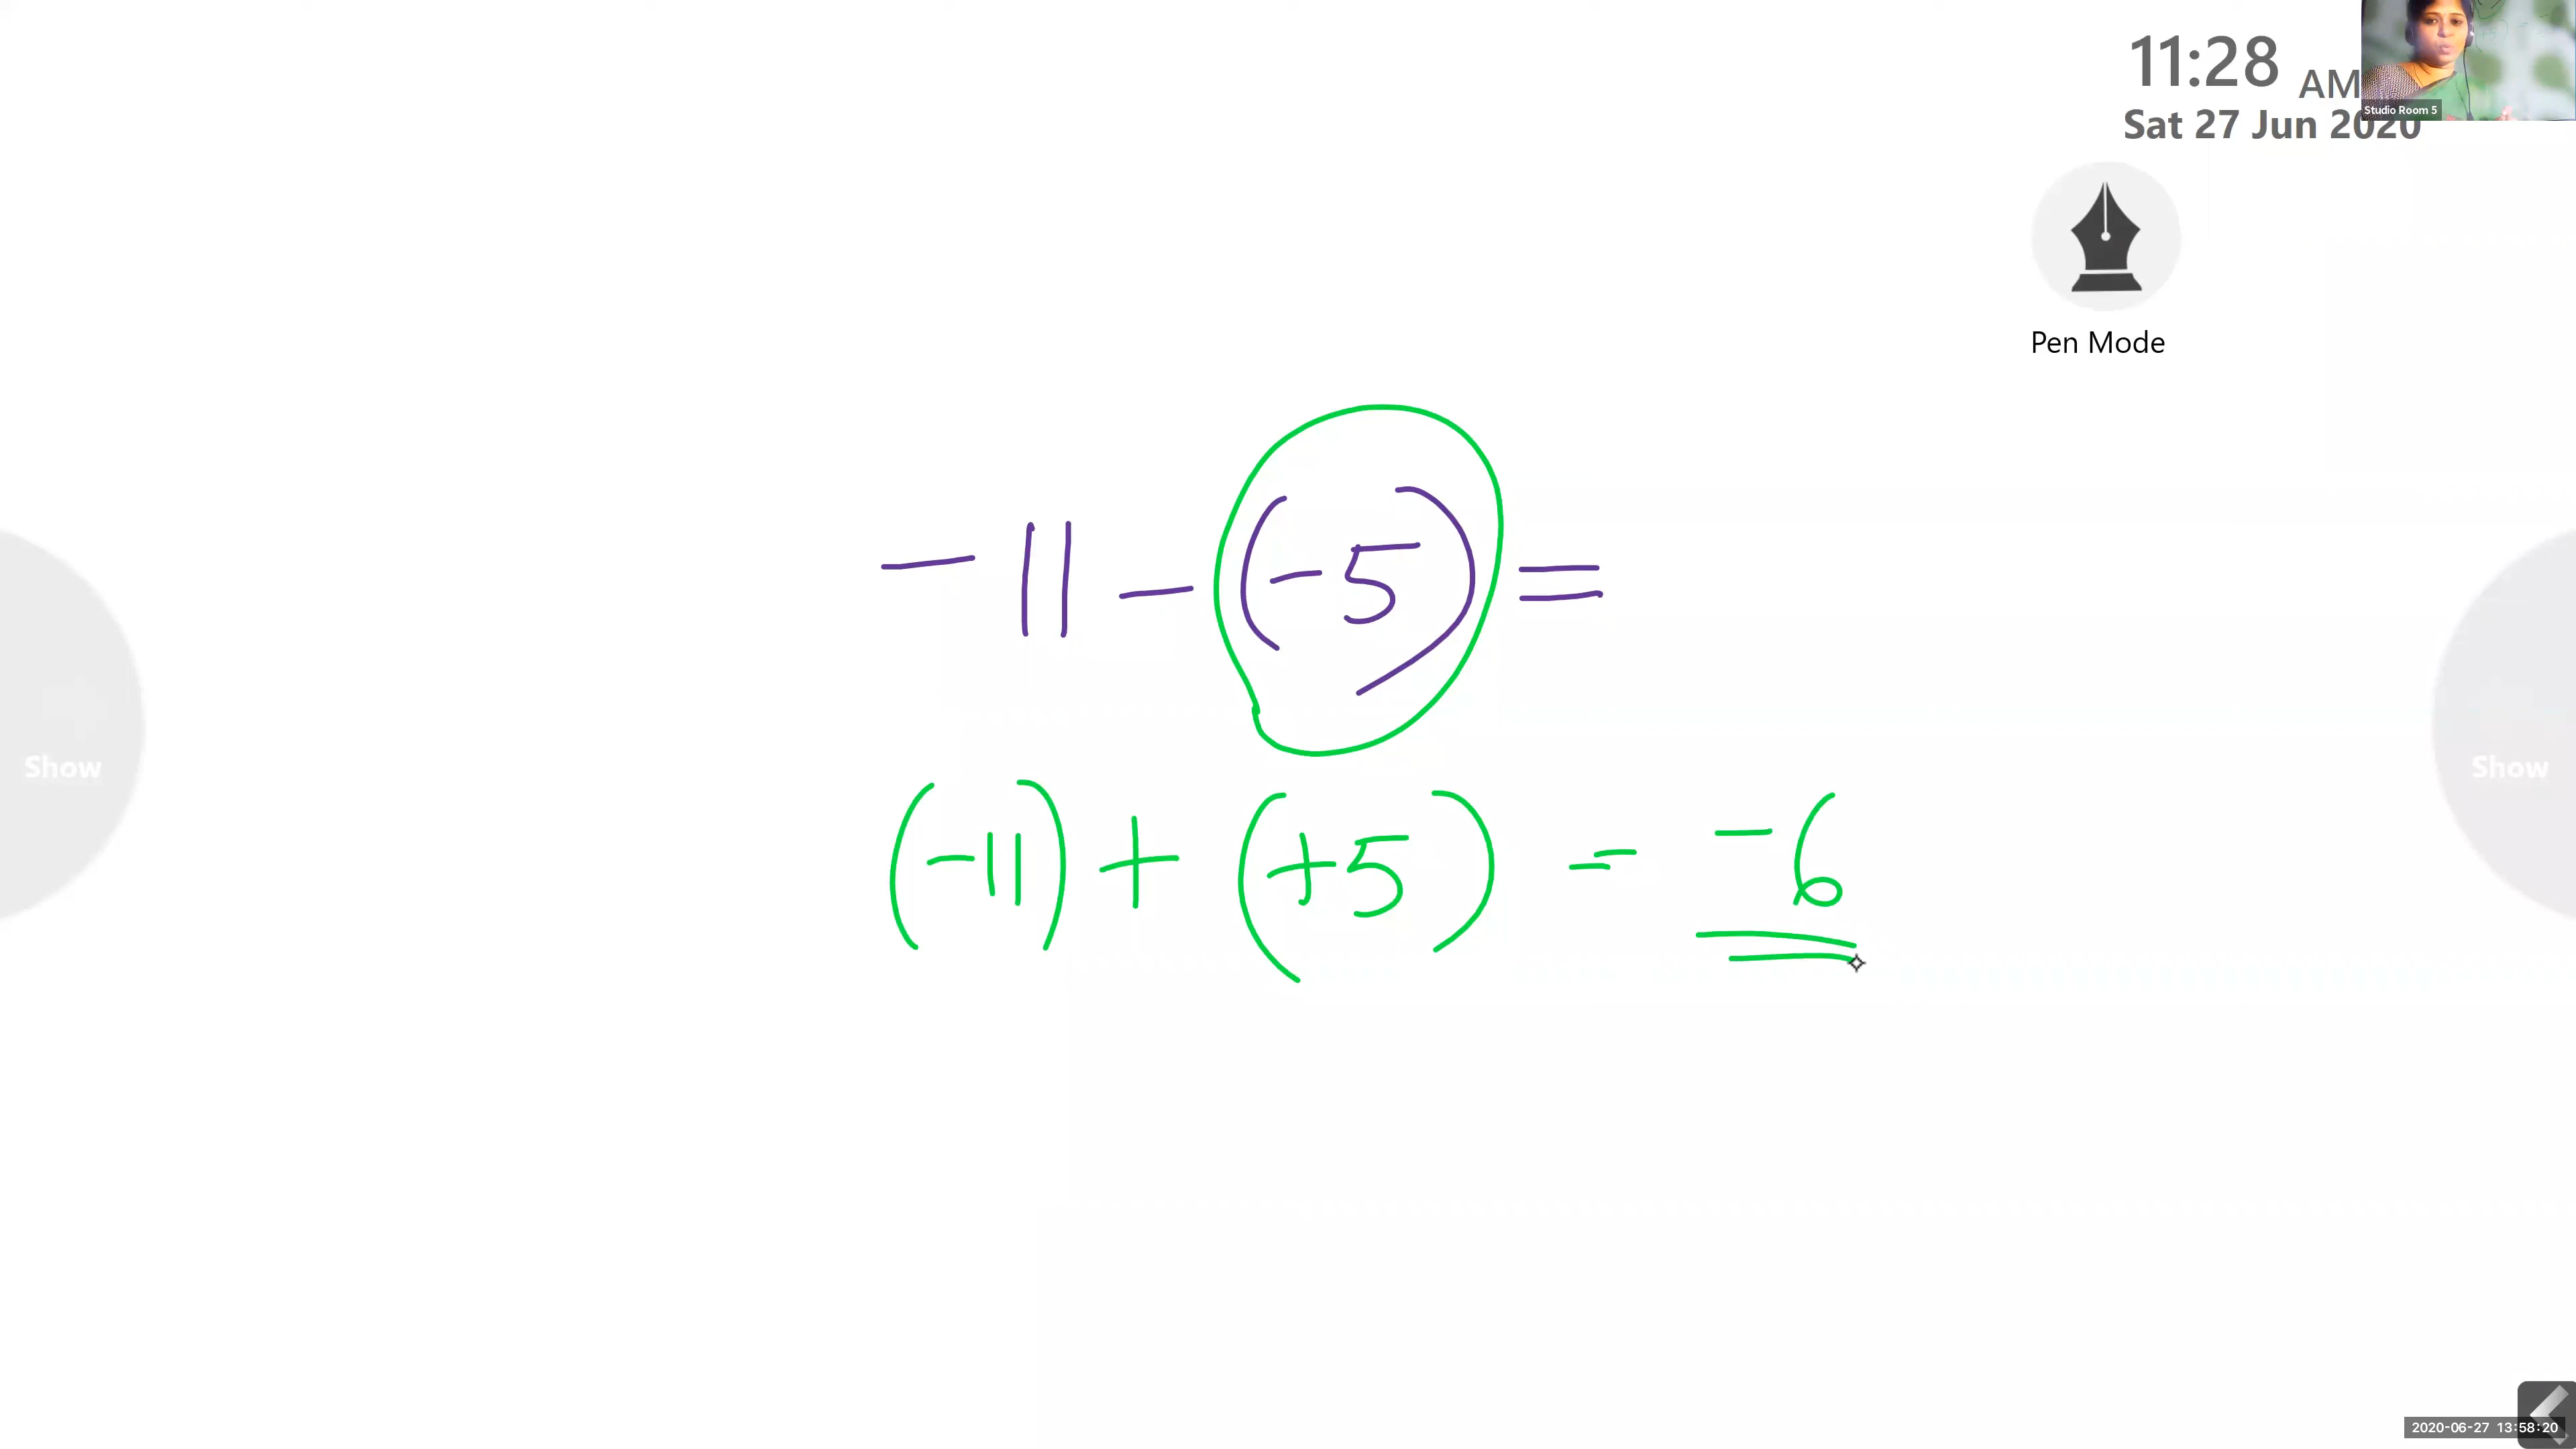 11:28 AM
Studio Room 5
Sat 27 Jun 2020
Pen Mode
-11 - (-5) =
Show
Show
(-11) + (+5) = -6
2020-06-27 13:58:20